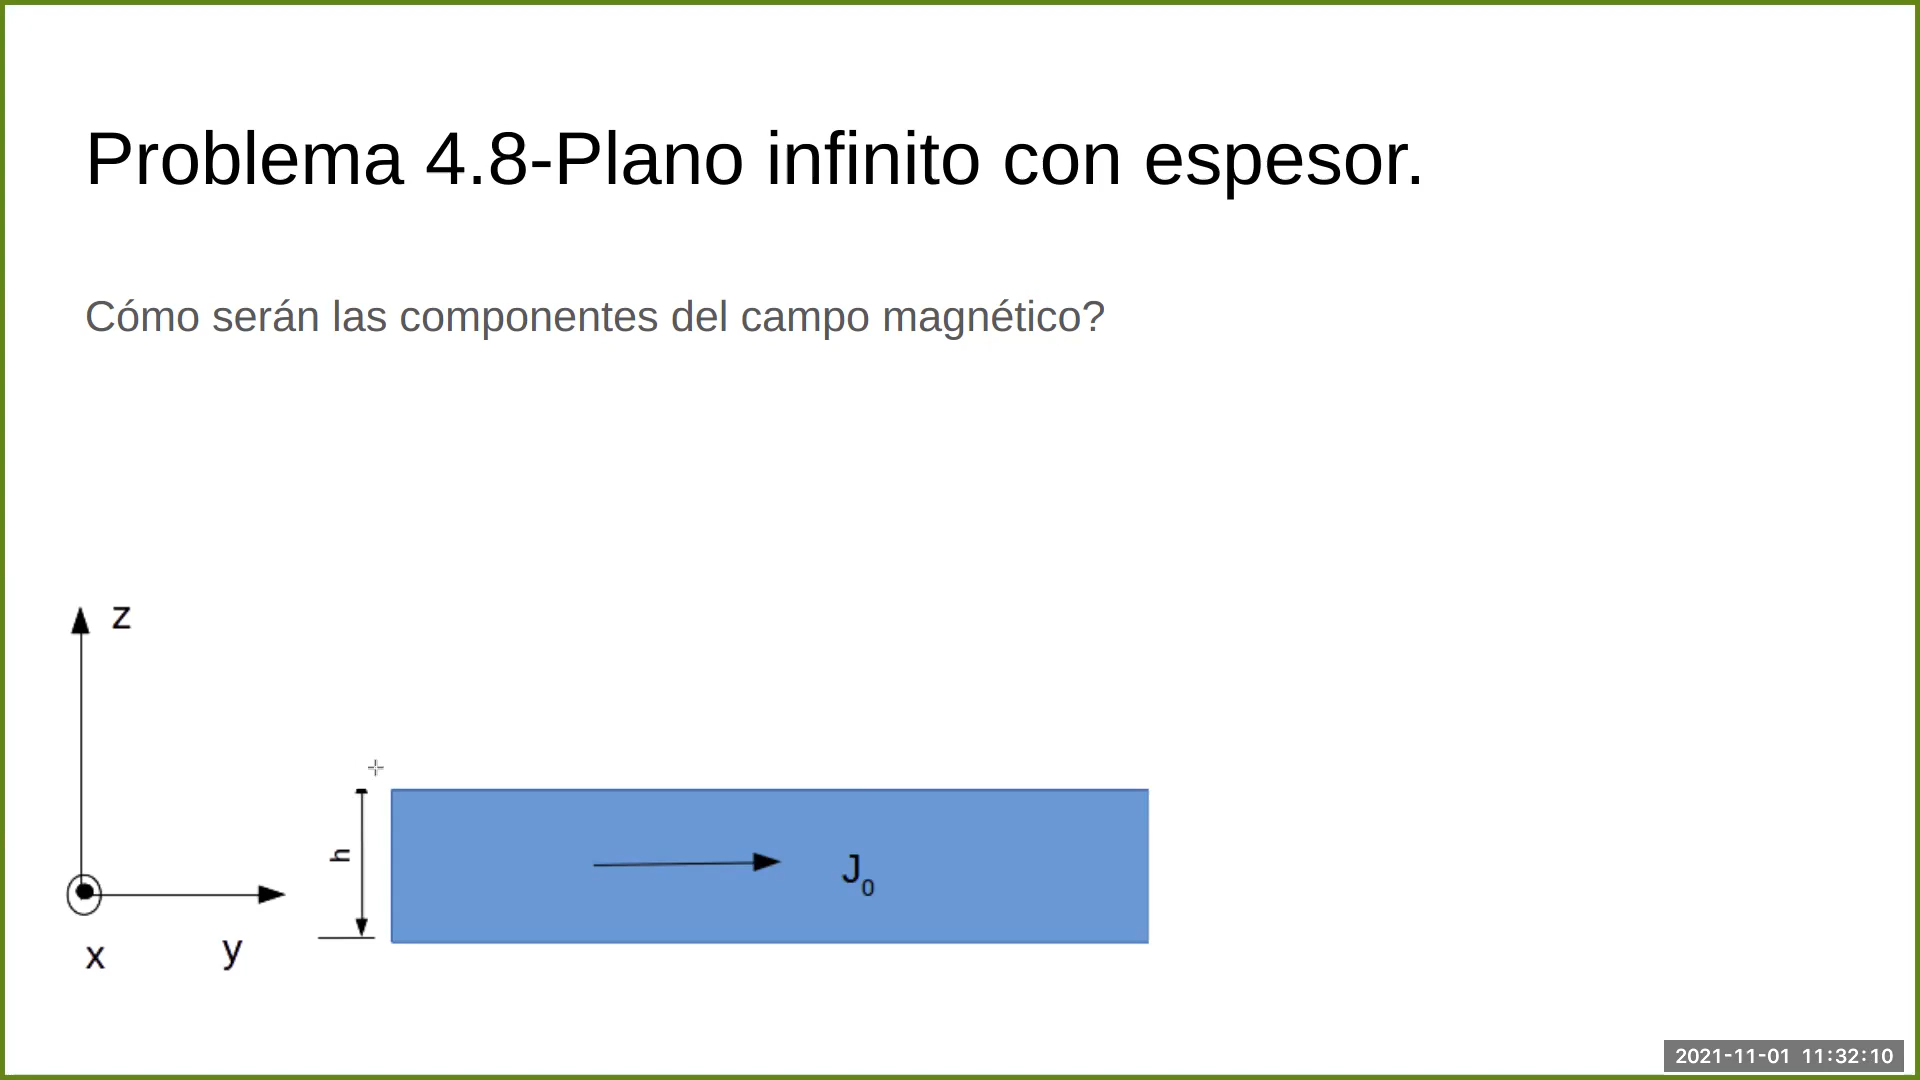 Problema 4.8-Plano infinito con espesor.
Cómo serán las componentes del campo magnético?
z
h
J0
x
y
2021-11-01 11:32:10